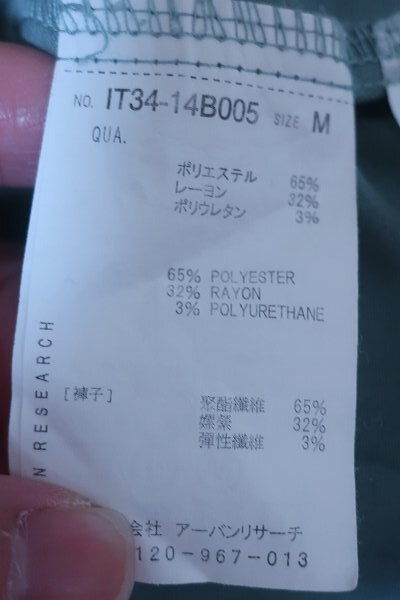 NO. IT34-14B005 SIZE M
QUA.
ポリエステル 65%
レーヨン 32%
ポリウレタン 3%
65% POLYESTER
32% RAYON
3% POLYURETHANE
N RESEARCH
[褲子]
聚酯纖維 65%
嫘縈 32%
彈性纖維 3%
会社 アーバンリサーチ
120-967-013